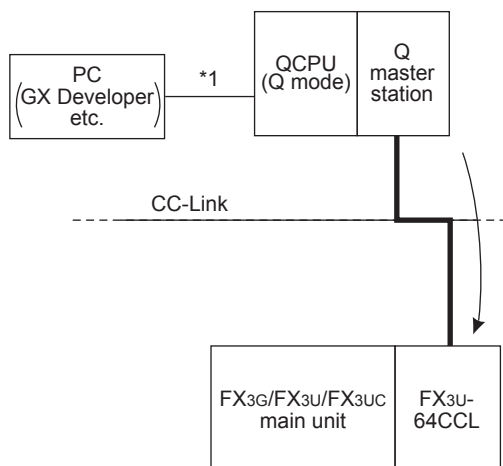 PC
(GX Developer)
etc.
*1
QCPU
(Q mode)
Q
master
station
CC-Link
FX3G/FX3U/FX3UC
main unit
FX3U-
64CCL